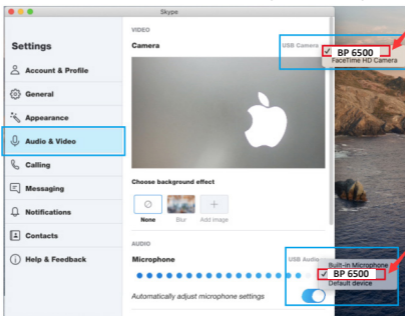 Skype
Settings
Account & Profile
General
Appearance
Audio & Video
Calling
Messaging
Notifications
Contacts
Help & Feedback
VIDEO
Camera
USB Camera
BP 6500
FaceTime HD Camera
Choose background effect
None
Blur
Add image
AUDIO
Microphone
USB Audio
Built-in Microphone
BP 6500
Default device
Automatically adjust microphone settings